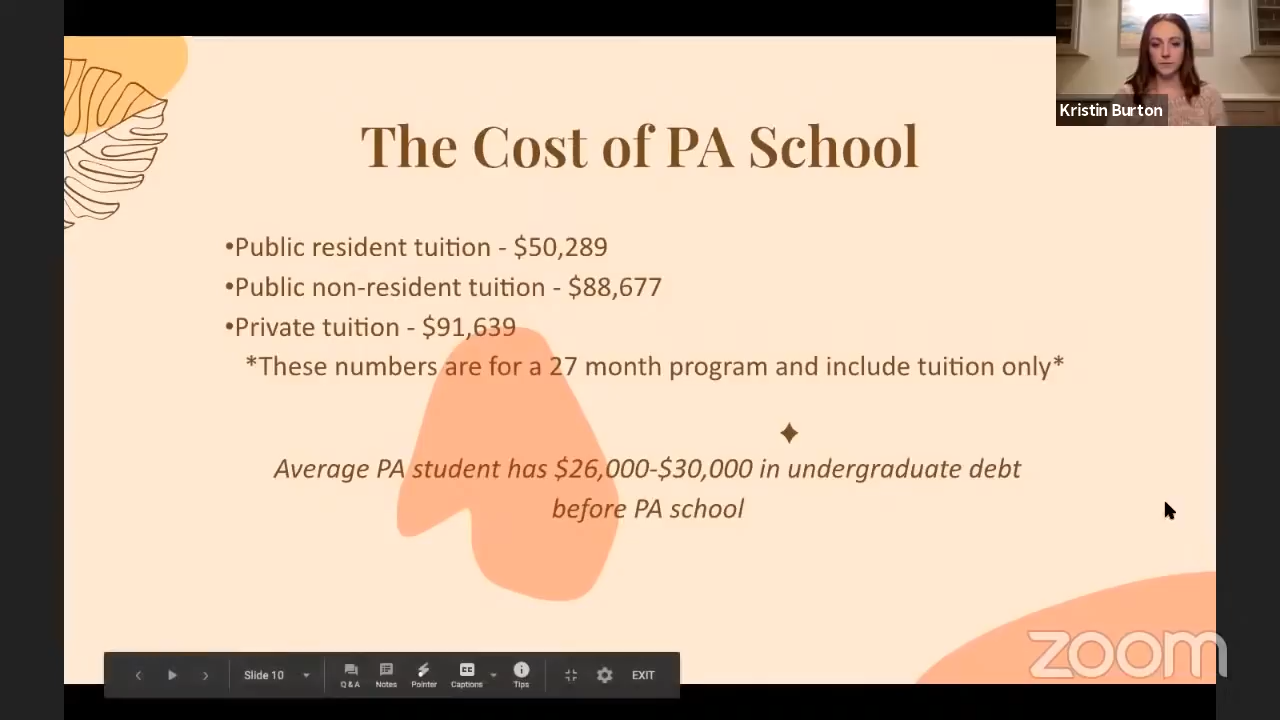 Kristin Burton
The Cost of PA School
•Public resident tuition - $50,289
•Public non-resident tuition - $88,677
•Private tuition - $91,639
*These numbers are for a 27 month program and include tuition only*
Average PA student has $26,000-$30,000 in undergraduate debt
before PA school
zoom
Slide 10
Q&A
Notes
Pointer
CC
Captions
Tips
EXIT